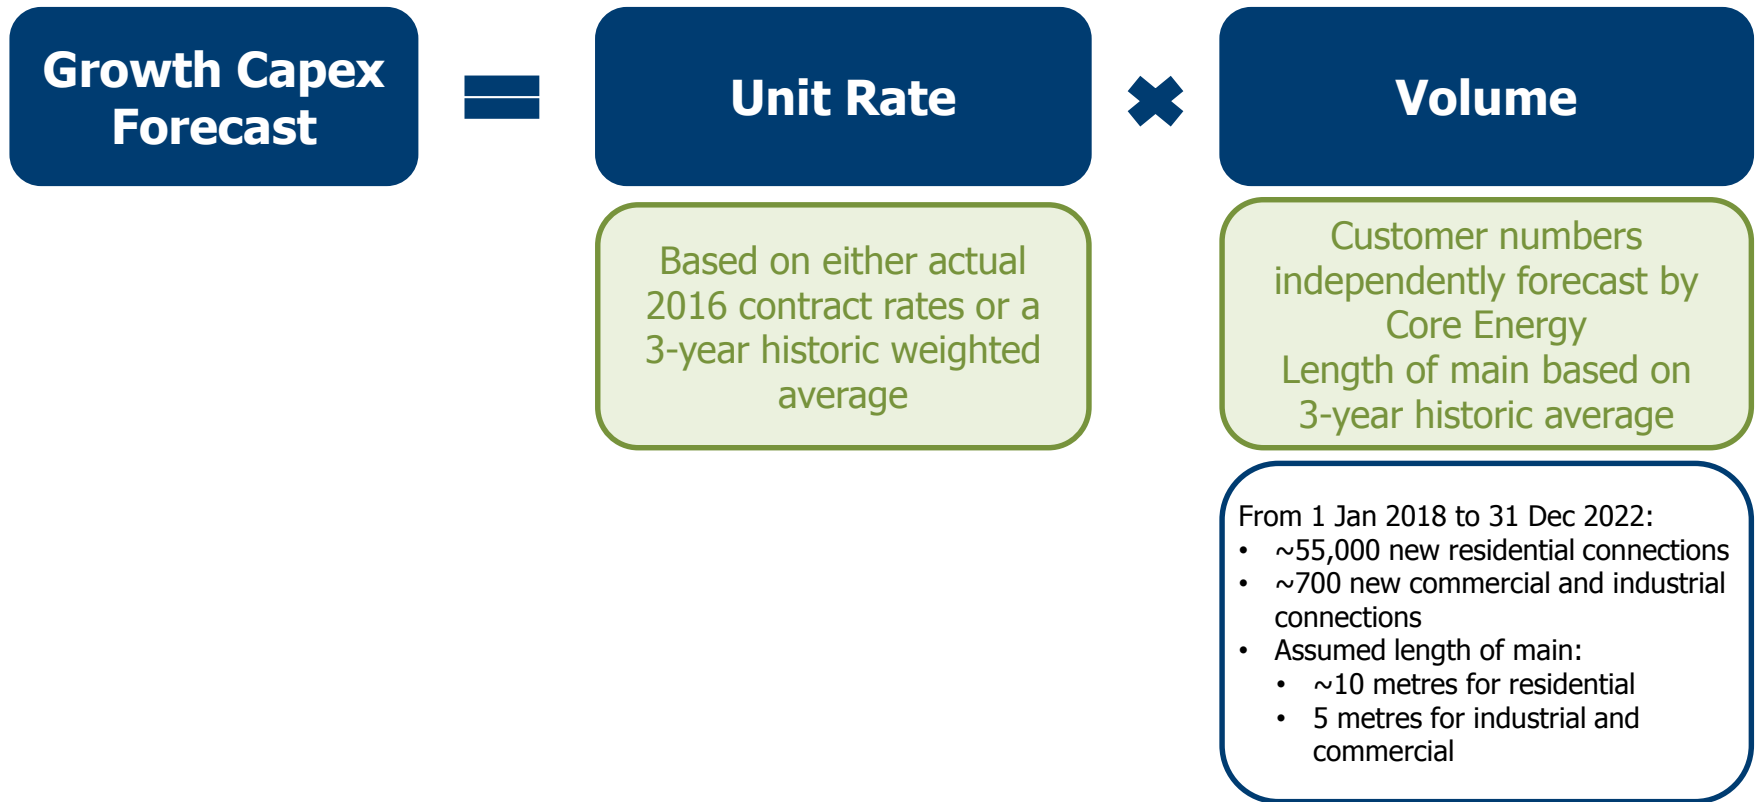 Growth Capex
Forecast
Unit Rate
Volume
Based on either actual
2016 contract rates or a
3-year historic weighted
average
Customer numbers
independently forecast by
Core Energy
Length of main based on
3-year historic average
From 1 Jan 2018 to 31 Dec 2022:
• ~55,000 new residential connections
• ~700 new commercial and industrial
connections
• Assumed length of main:
• ~10 metres for residential
• 5 metres for industrial and
commercial